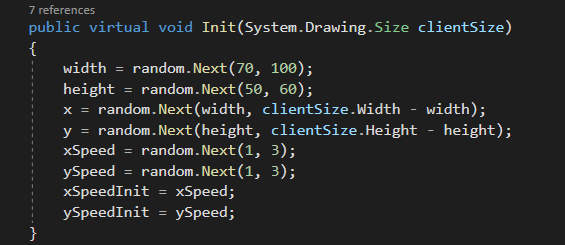 7 references
public virtual void Init(System.Drawing.Size clientSize)
{
width = random.Next(70, 100);
height = random.Next(50, 60);
x = random.Next(width, clientSize.Width - width);
y = random.Next(height, clientSize.Height - height);
xSpeed = random.Next(1, 3);
ySpeed = random.Next(1, 3);
xSpeedInit = xSpeed;
ySpeedInit = ySpeed;
}